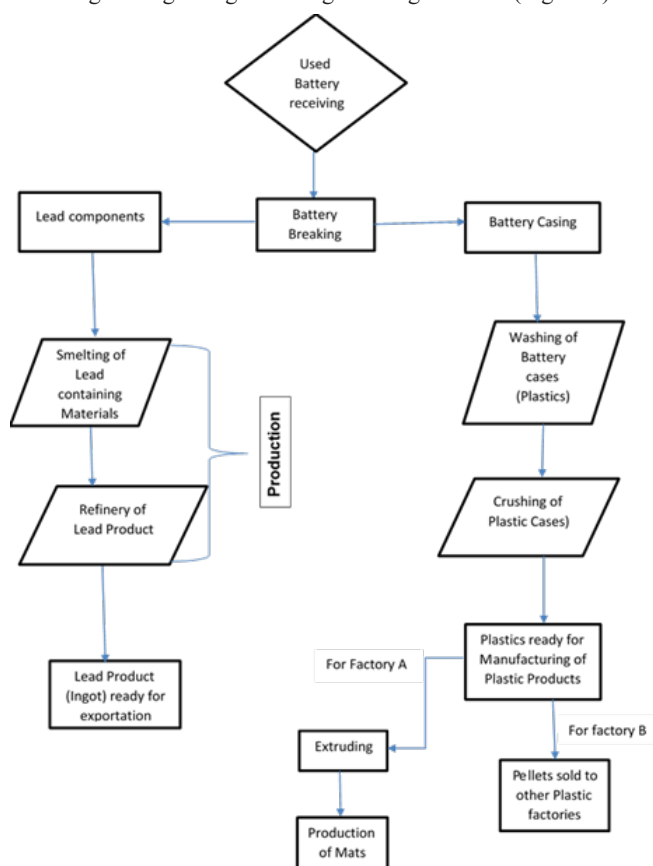 Used
Battery
receiving
Lead components
Battery
Breaking
Battery Casing
Smelting of
Lead
containing
Materials
Washing of
Battery
cases
(Plastics)
Production
Refinery of
Lead Product
Crushing of
Plastic Cases)
Plastics ready for
Manufacturing of
Plastic Products
For Factory A
Lead Product
(Ingot) ready for
exportation
For factory B
Extruding
Pellets sold to
other Plastic
factories
Production
of Mats